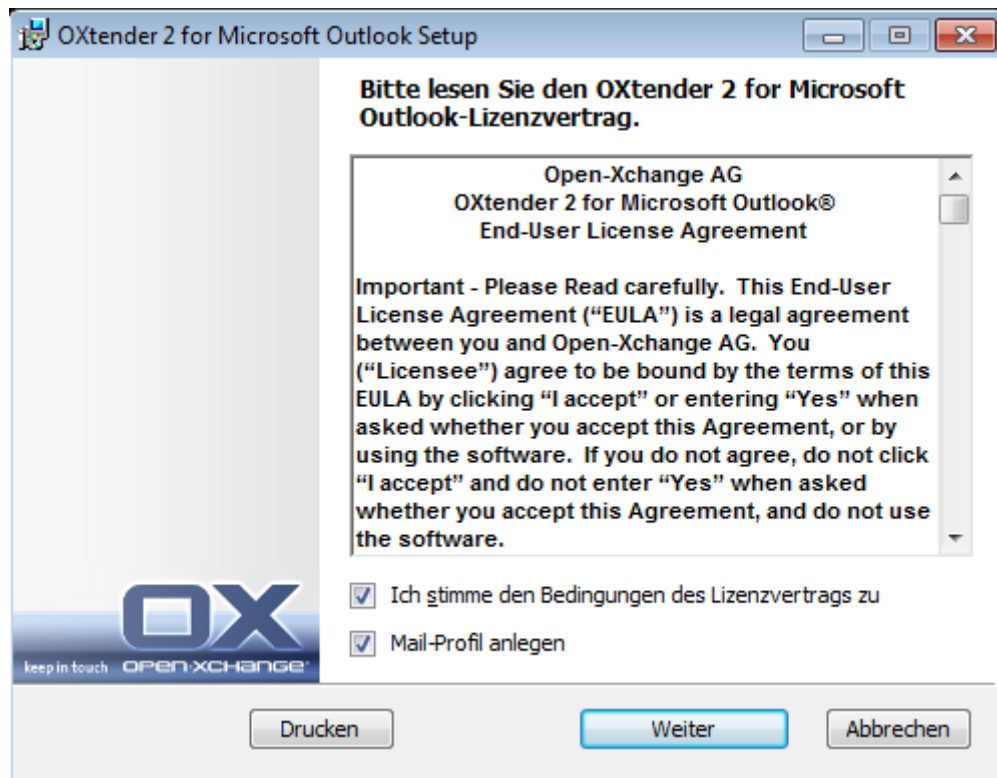 OXtender 2 for Microsoft Outlook Setup
Bitte lesen Sie den OXtender 2 for Microsoft
Outlook-Lizenzvertrag.
Open-Xchange AG
OXtender 2 for Microsoft Outlook®
End-User License Agreement
Important - Please Read carefully.  This End-User
License Agreement (“EULA”) is a legal agreement
between you and Open-Xchange AG.  You
(“Licensee”) agree to be bound by the terms of this
EULA by clicking “I accept” or entering “Yes” when
asked whether you accept this Agreement, or by
using the software.  If you do not agree, do not click
“I accept” and do not enter “Yes” when asked
whether you accept this Agreement, and do not use
the software.
Ich stimme den Bedingungen des Lizenzvertrags zu
Mail-Profil anlegen
OX
keep in touch OPEN-XCHANGE
Drucken
Weiter
Abbrechen